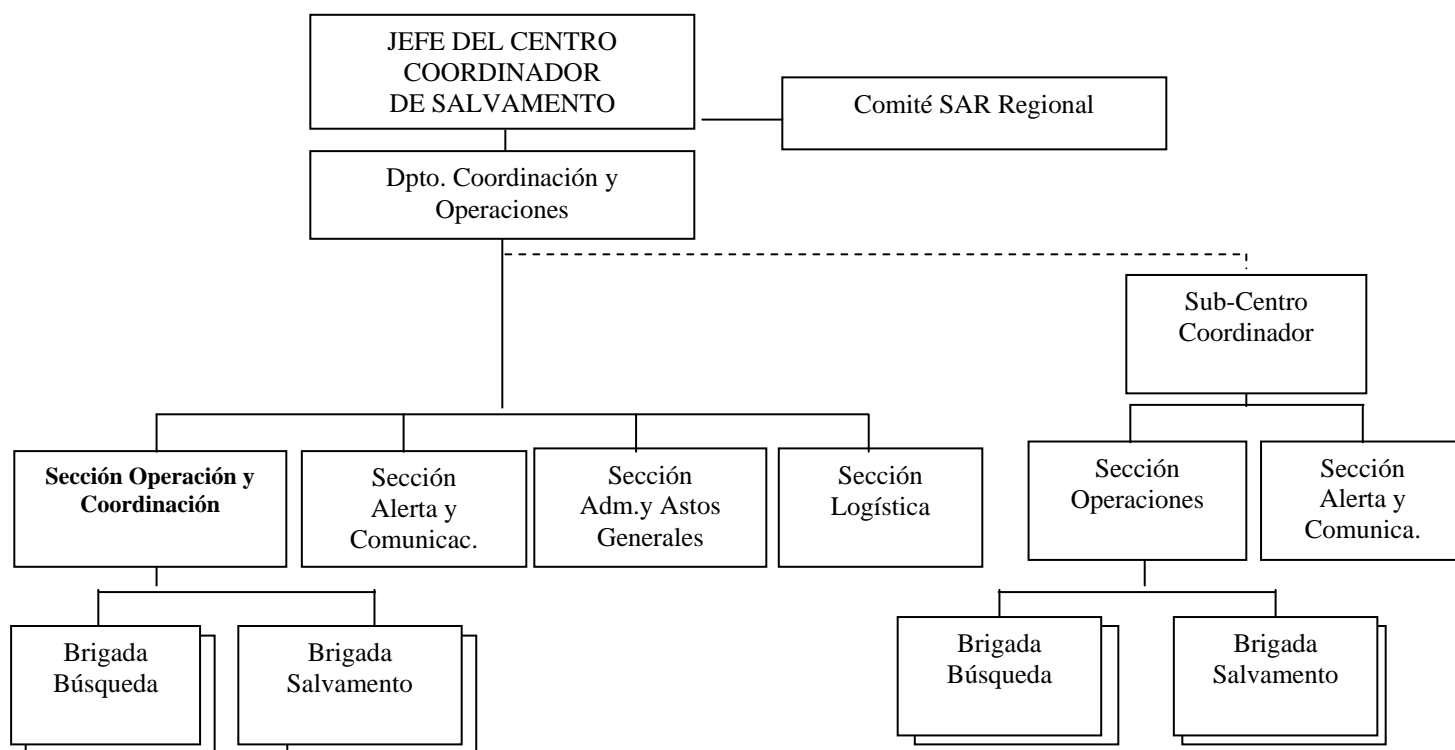 JEFE DEL CENTRO
COORDINADOR
DE SALVAMENTO
Comité SAR Regional
Dpto. Coordinación y
Operaciones
Sub-Centro
Coordinador
Sección Operación y
Coordinación
Sección
Alerta y
Comunicac.
Sección
Adm.y Astos
Generales
Sección
Logística
Sección
Operaciones
Sección
Alerta y
Comunica.
Brigada
Búsqueda
Brigada
Salvamento
Brigada
Búsqueda
Brigada
Salvamento